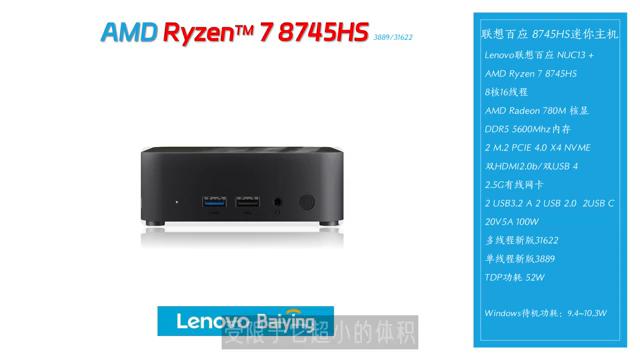 AMD Ryzen™ 7 8745HS 3889/31622
联想百应 8745HS迷你主机
Lenovo联想百应 NUC13 +
AMD Ryzen 7 8745HS
8核16线程
AMD Radeon 780M 核显
DDR5 5600Mhz内存
2 M.2 PCIE 4.0 X4 NVME
双HDMI2.0b/双USB 4
2.5G有线网卡
2 USB3.2 A 2 USB 2.0 2USB C
20V5A 100W
多线程新版31622
单线程新版3889
TDP功耗 52W
Windows待机功耗：9.4~10.3W
Lenovo Baiying
受限于它超小的体积